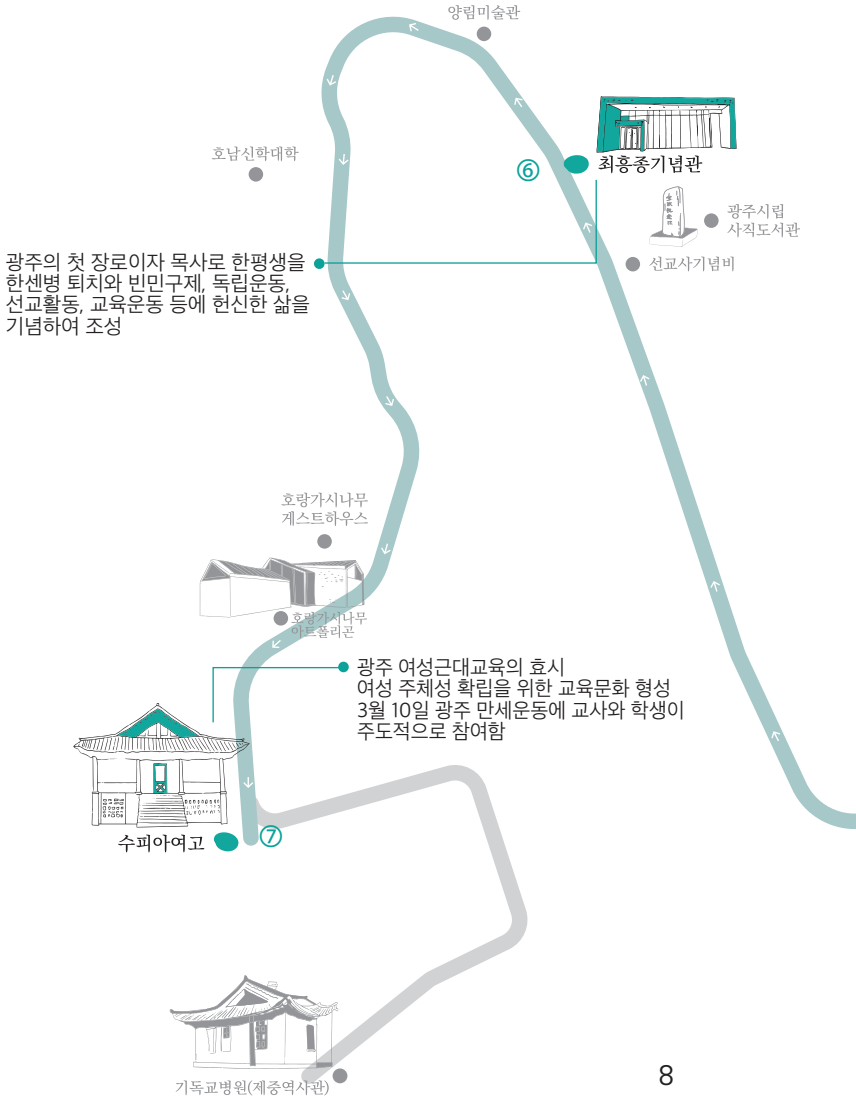 양림미술관
⑥
최흥종기념관
호남신학대학
광주시립
사직도서관
선교사기념비
광주의 첫 장로이자 목사로 한평생을
한센병 퇴치와 빈민구제, 독립운동,
선교활동, 교육운동 등에 헌신한 삶을
기념하여 조성
호랑가시나무
게스트하우스
호랑가시나무
아트폴리곤
광주 여성근대교육의 효시
여성 주체성 확립을 위한 교육문화 형성
3월 10일 광주 만세운동에 교사와 학생이
주도적으로 참여함
수피아여고
⑦
기독교병원(제중역사관)
8